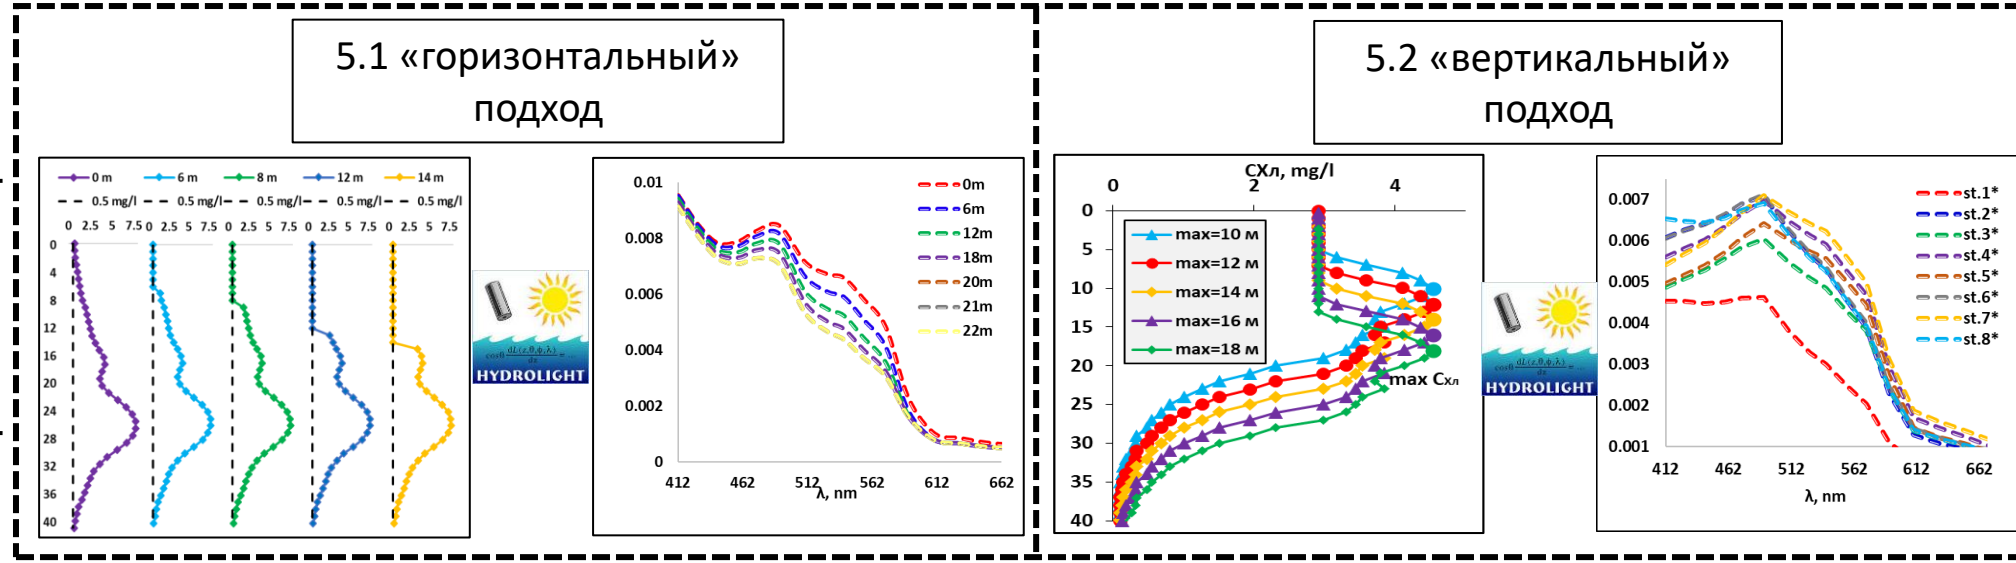 5.1 «горизонтальный»
подход
0 m 6 m 8 m 12 m 14 m
0.5 mg/l 0.5 mg/l 0.5 mg/l 0.5 mg/l 0.5 mg/l
0 2.5 5 7.5 0 2.5 5 7.5 0 2.5 5 7.5 0 2.5 5 7.5 0 2.5 5 7.5
0
4
8
12
16
20
24
28
32
36
40
HYDROLIGHT
0.01
0.008
0.006
0.004
0.002
0
412 462 512 562 612 662
λ, nm
0m
6m
12m
18m
20m
21m
22m
5.2 «вертикальный»
подход
СХл, mg/l
0 2 4
0
5
10
15
20
25
30
35
40
max=10 м
max=12 м
max=14 м
max=16 м
max=18 м
max Cхл
HYDROLIGHT
0.007
0.006
0.005
0.004
0.003
0.002
0.001
412 462 512 562 612 662
λ, nm
st.1*
st.2*
st.3*
st.4*
st.5*
st.6*
st.7*
st.8*